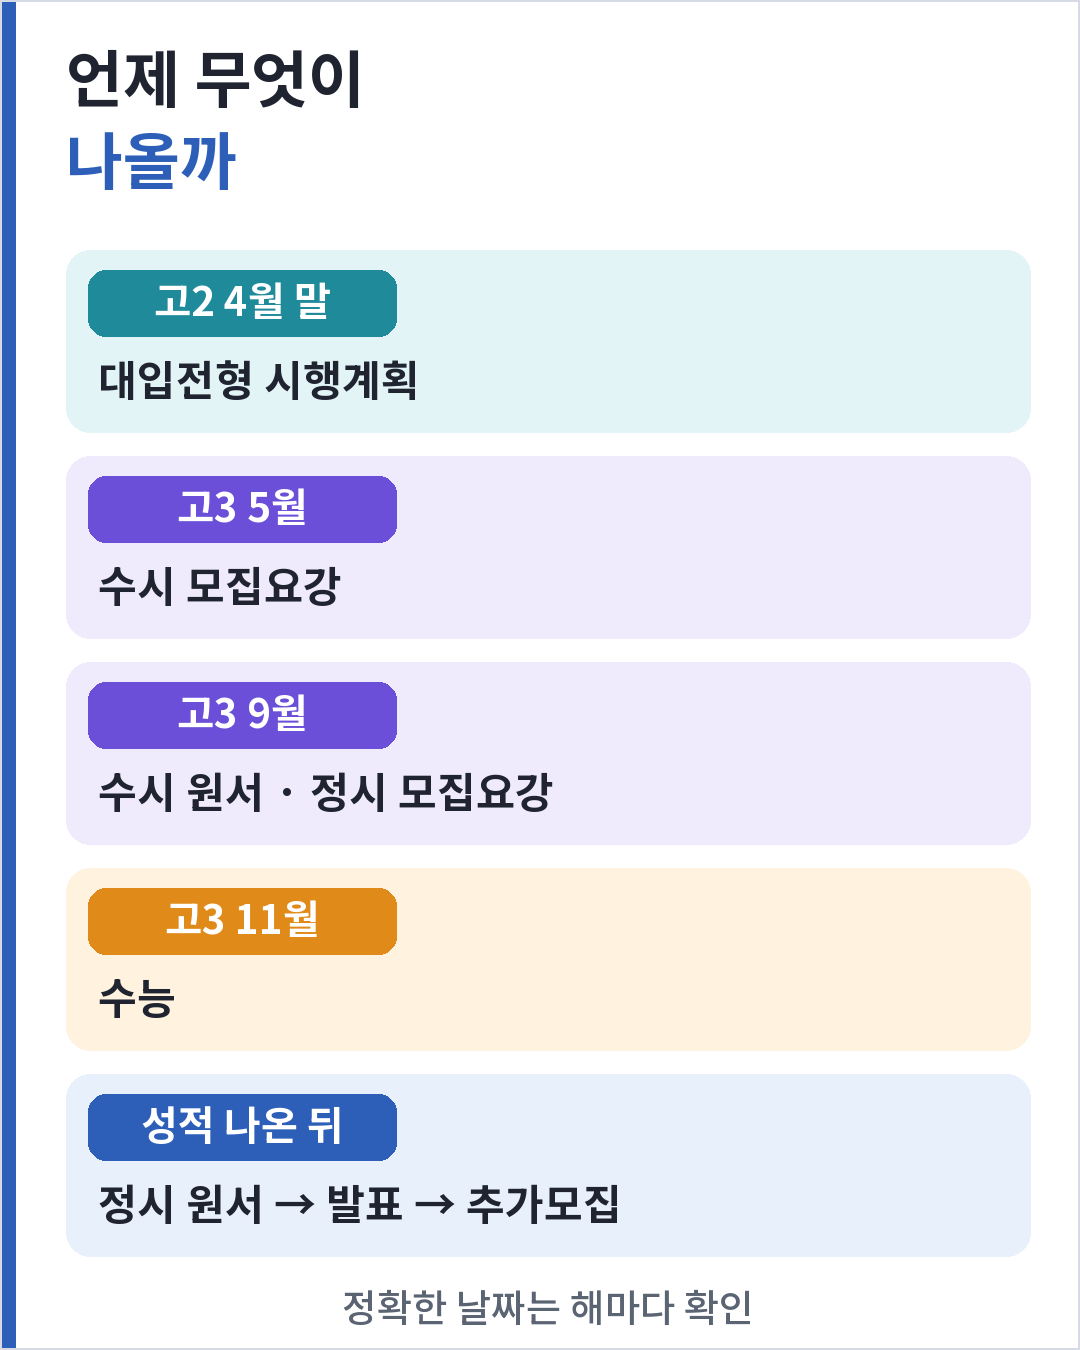 언제 무엇이
나올까
고2 4월 말
대입전형 시행계획
고3 5월
수시 모집요강
고3 9월
수시 원서 · 정시 모집요강
고3 11월
수능
성적 나온 뒤
정시 원서 → 발표 → 추가모집
정확한 날짜는 해마다 확인